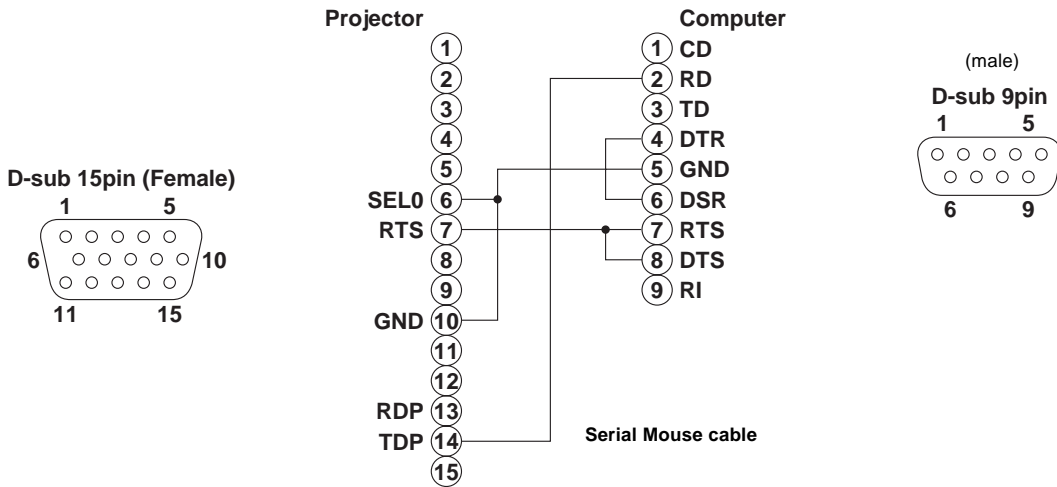 Projector
Computer
1
1 CD
2
2 RD
3
3 TD
4
4 DTR
5
5 GND
SEL0 6
6 DSR
RTS 7
7 RTS
8
8 DTS
9
9 RI
GND 10
11
12
RDP 13
TDP 14
15
Serial Mouse cable
D-sub 15pin (Female)
1 5
6 10
11 15
(male)
D-sub 9pin
1 5
6 9